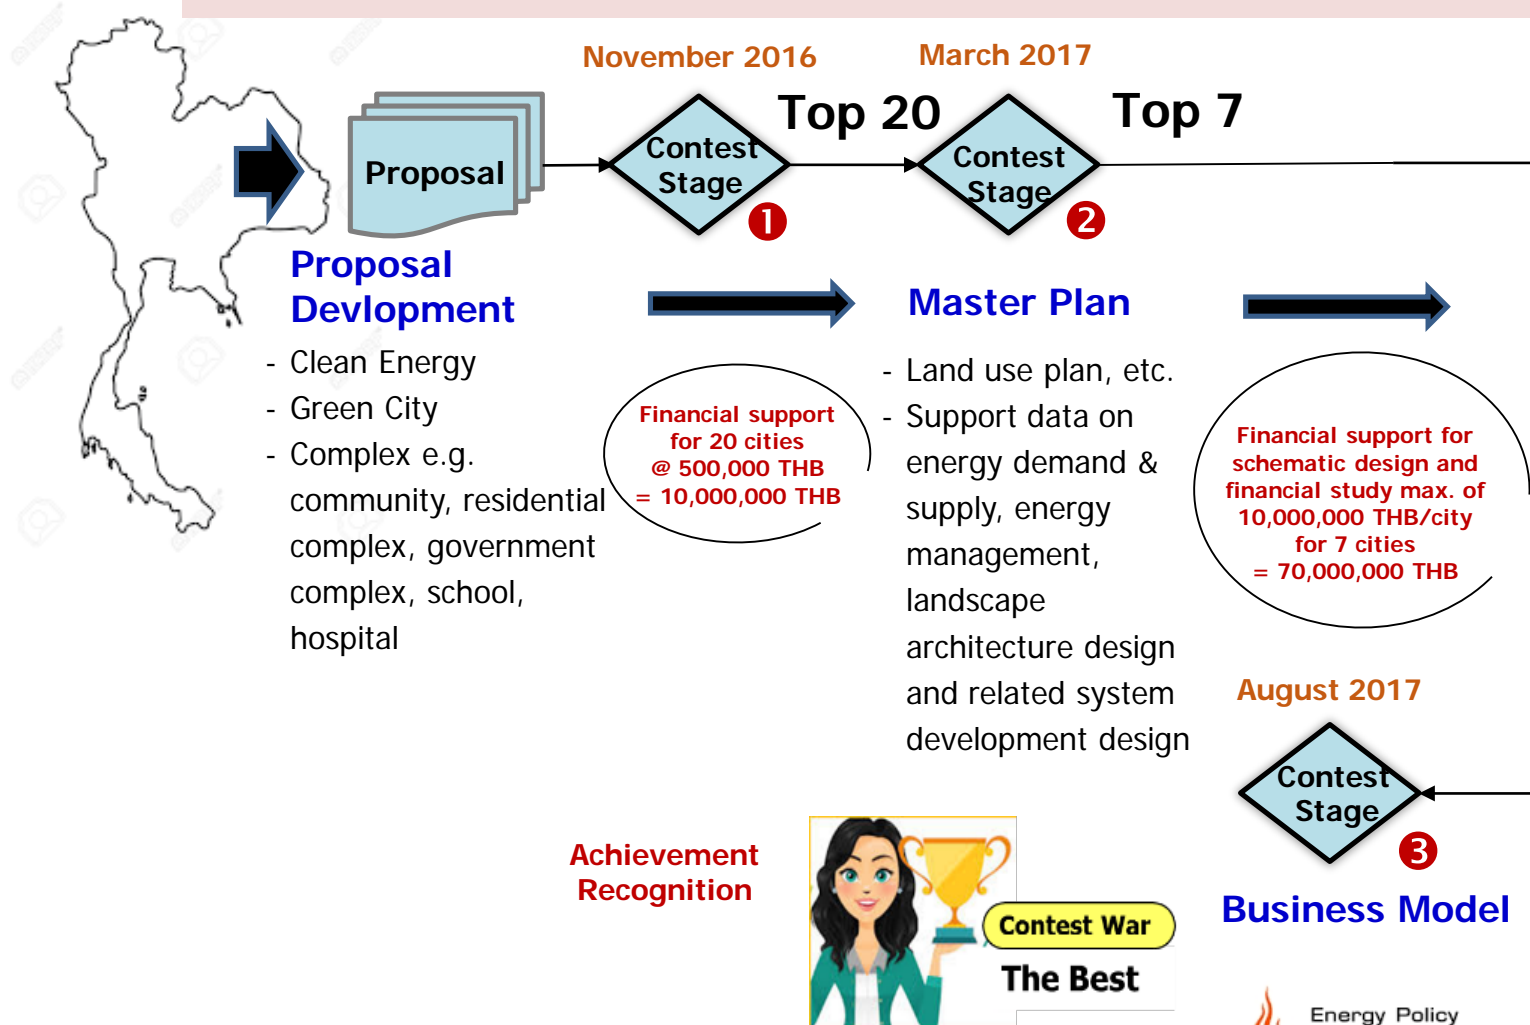 November 2016
March 2017
Top 20
Top 7
Proposal
Contest
Stage
1
Contest
Stage
2
Proposal
Devlopment
- Clean Energy
- Green City
- Complex e.g.
community, residential
complex, government
complex, school,
hospital
Financial support
for 20 cities
@ 500,000 THB
= 10,000,000 THB
Master Plan
- Land use plan, etc.
- Support data on
energy demand &
supply, energy
management,
landscape
architecture design
and related system
development design
Financial support for
schematic design and
financial study max. of
10,000,000 THB/city
for 7 cities
= 70,000,000 THB
August 2017
Contest
Stage
3
Business Model
Achievement
Recognition
Contest War
The Best
Energy Policy